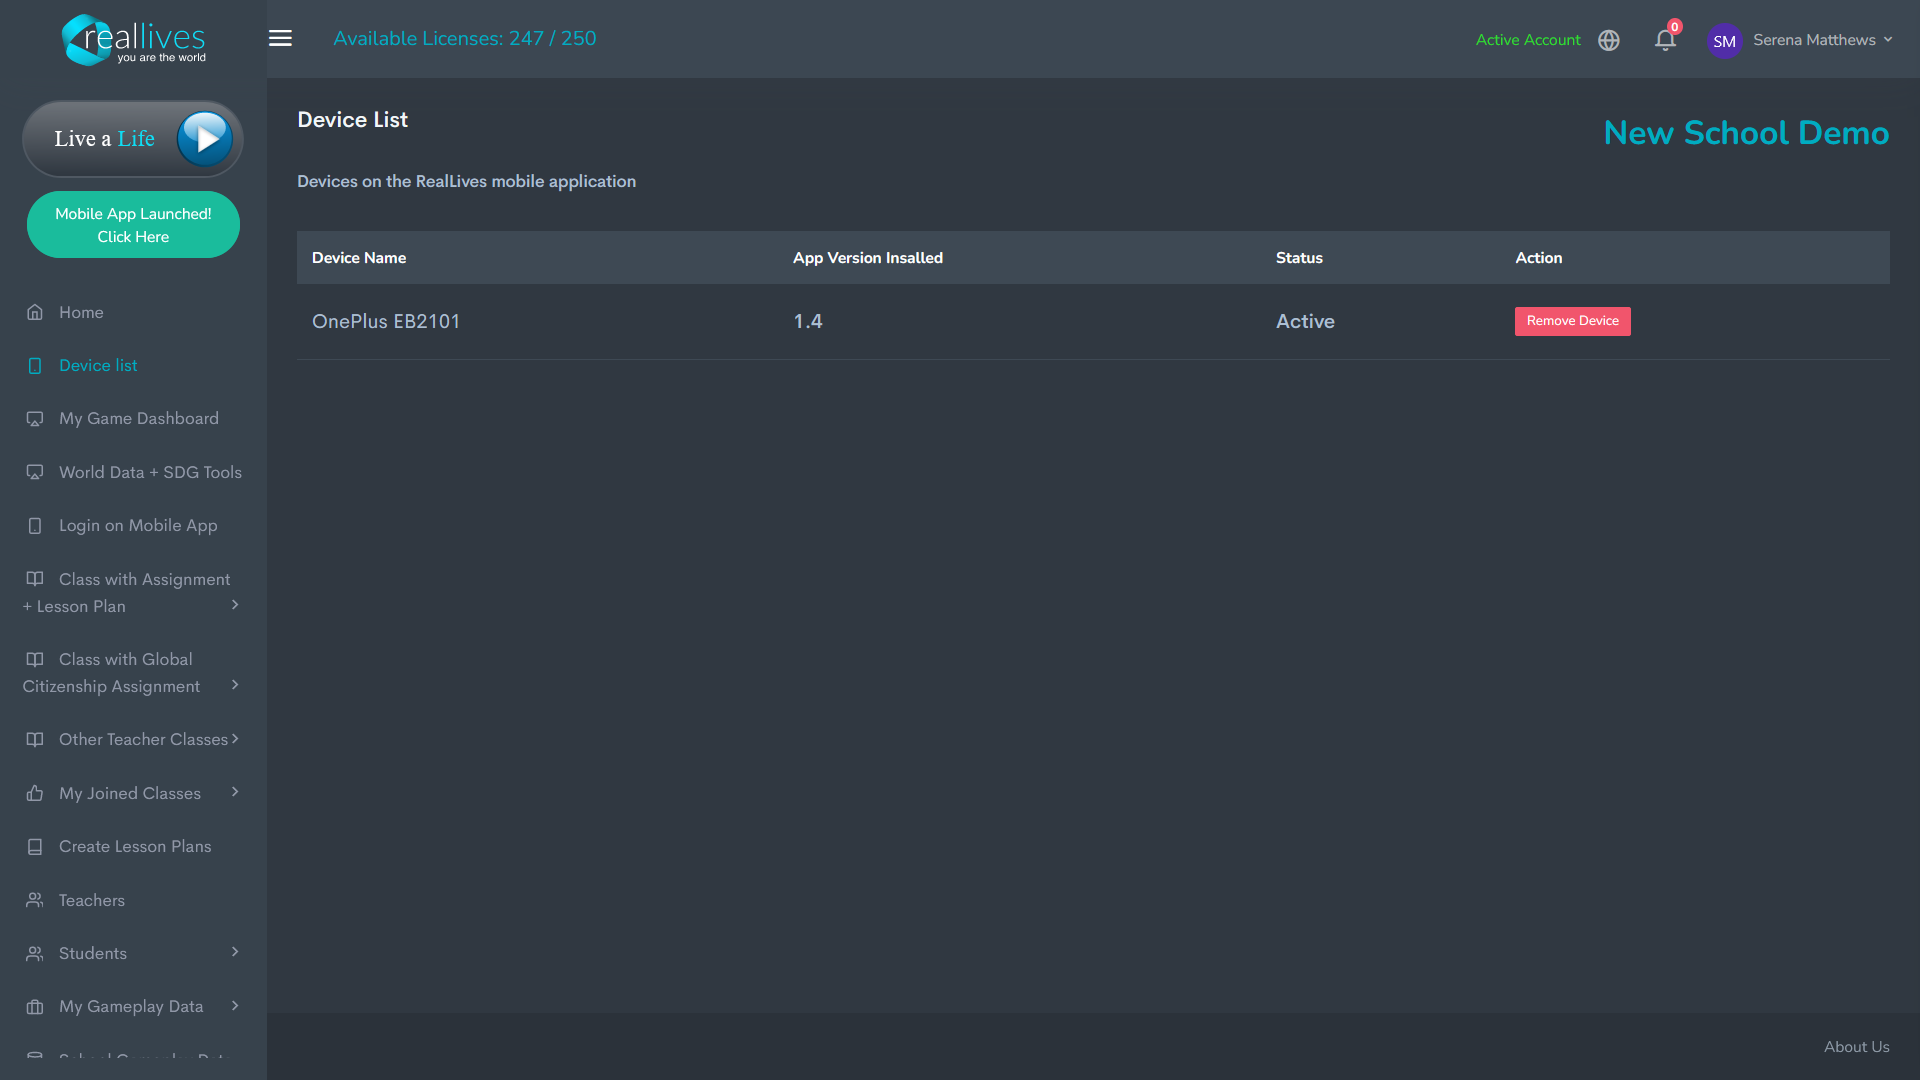 reallives
you are the world
Available Licenses: 247 / 250
Active Account
0
SM
Serena Matthews
Live a Life
Mobile App Launched!
Click Here
Home
Device list
My Game Dashboard
World Data + SDG Tools
Login on Mobile App
Class with Assignment
+ Lesson Plan
Class with Global
Citizenship Assignment
Other Teacher Classes
My Joined Classes
Create Lesson Plans
Teachers
Students
My Gameplay Data
School Gameplay Data
Device List
New School Demo
Devices on the RealLives mobile application
Device Name App Version Insalled Status Action
OnePlus EB2101 1.4 Active Remove Device
About Us